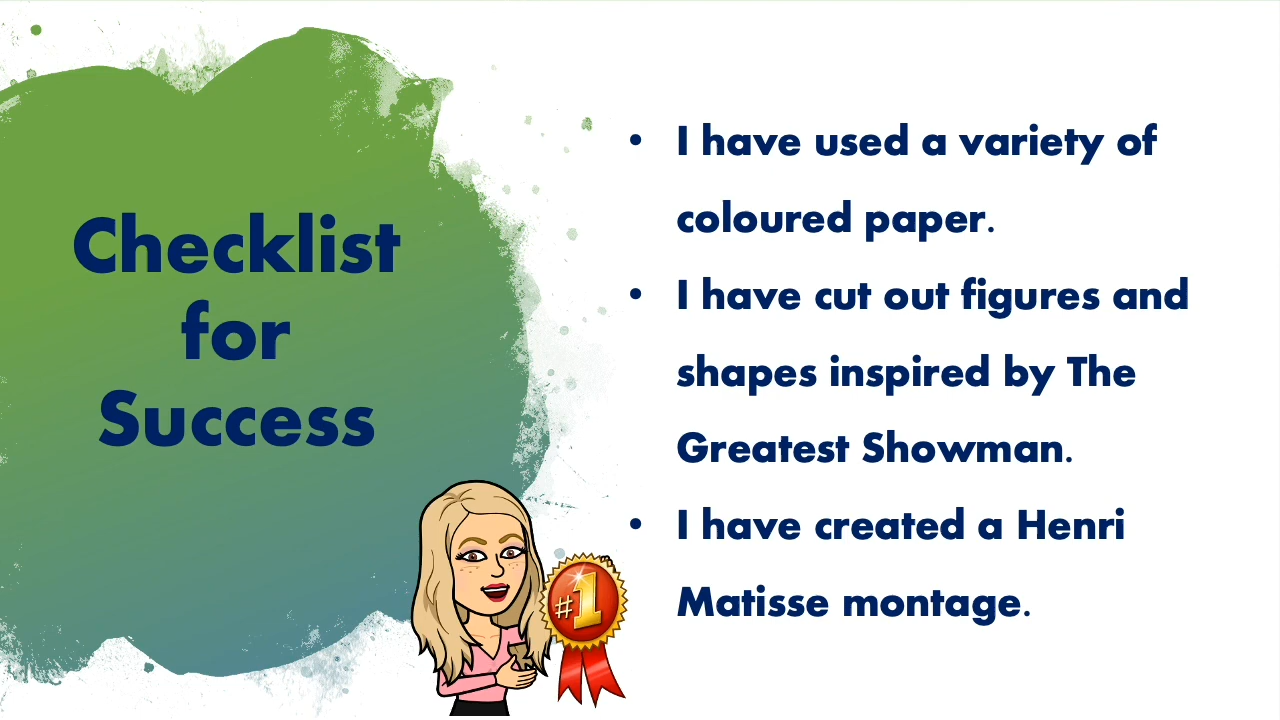 Checklist
for
Success
• I have used a variety of
coloured paper.
• I have cut out figures and
shapes inspired by The
Greatest Showman.
• I have created a Henri
Matisse montage.
#1